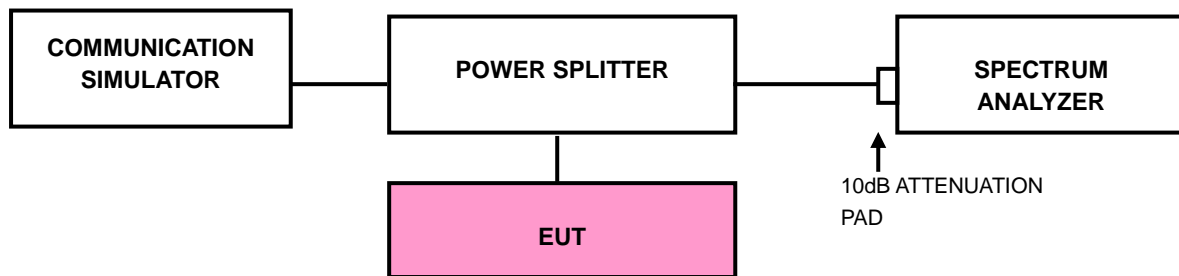 COMMUNICATION
SIMULATOR
POWER SPLITTER
SPECTRUM
ANALYZER
10dB ATTENUATION
PAD
EUT